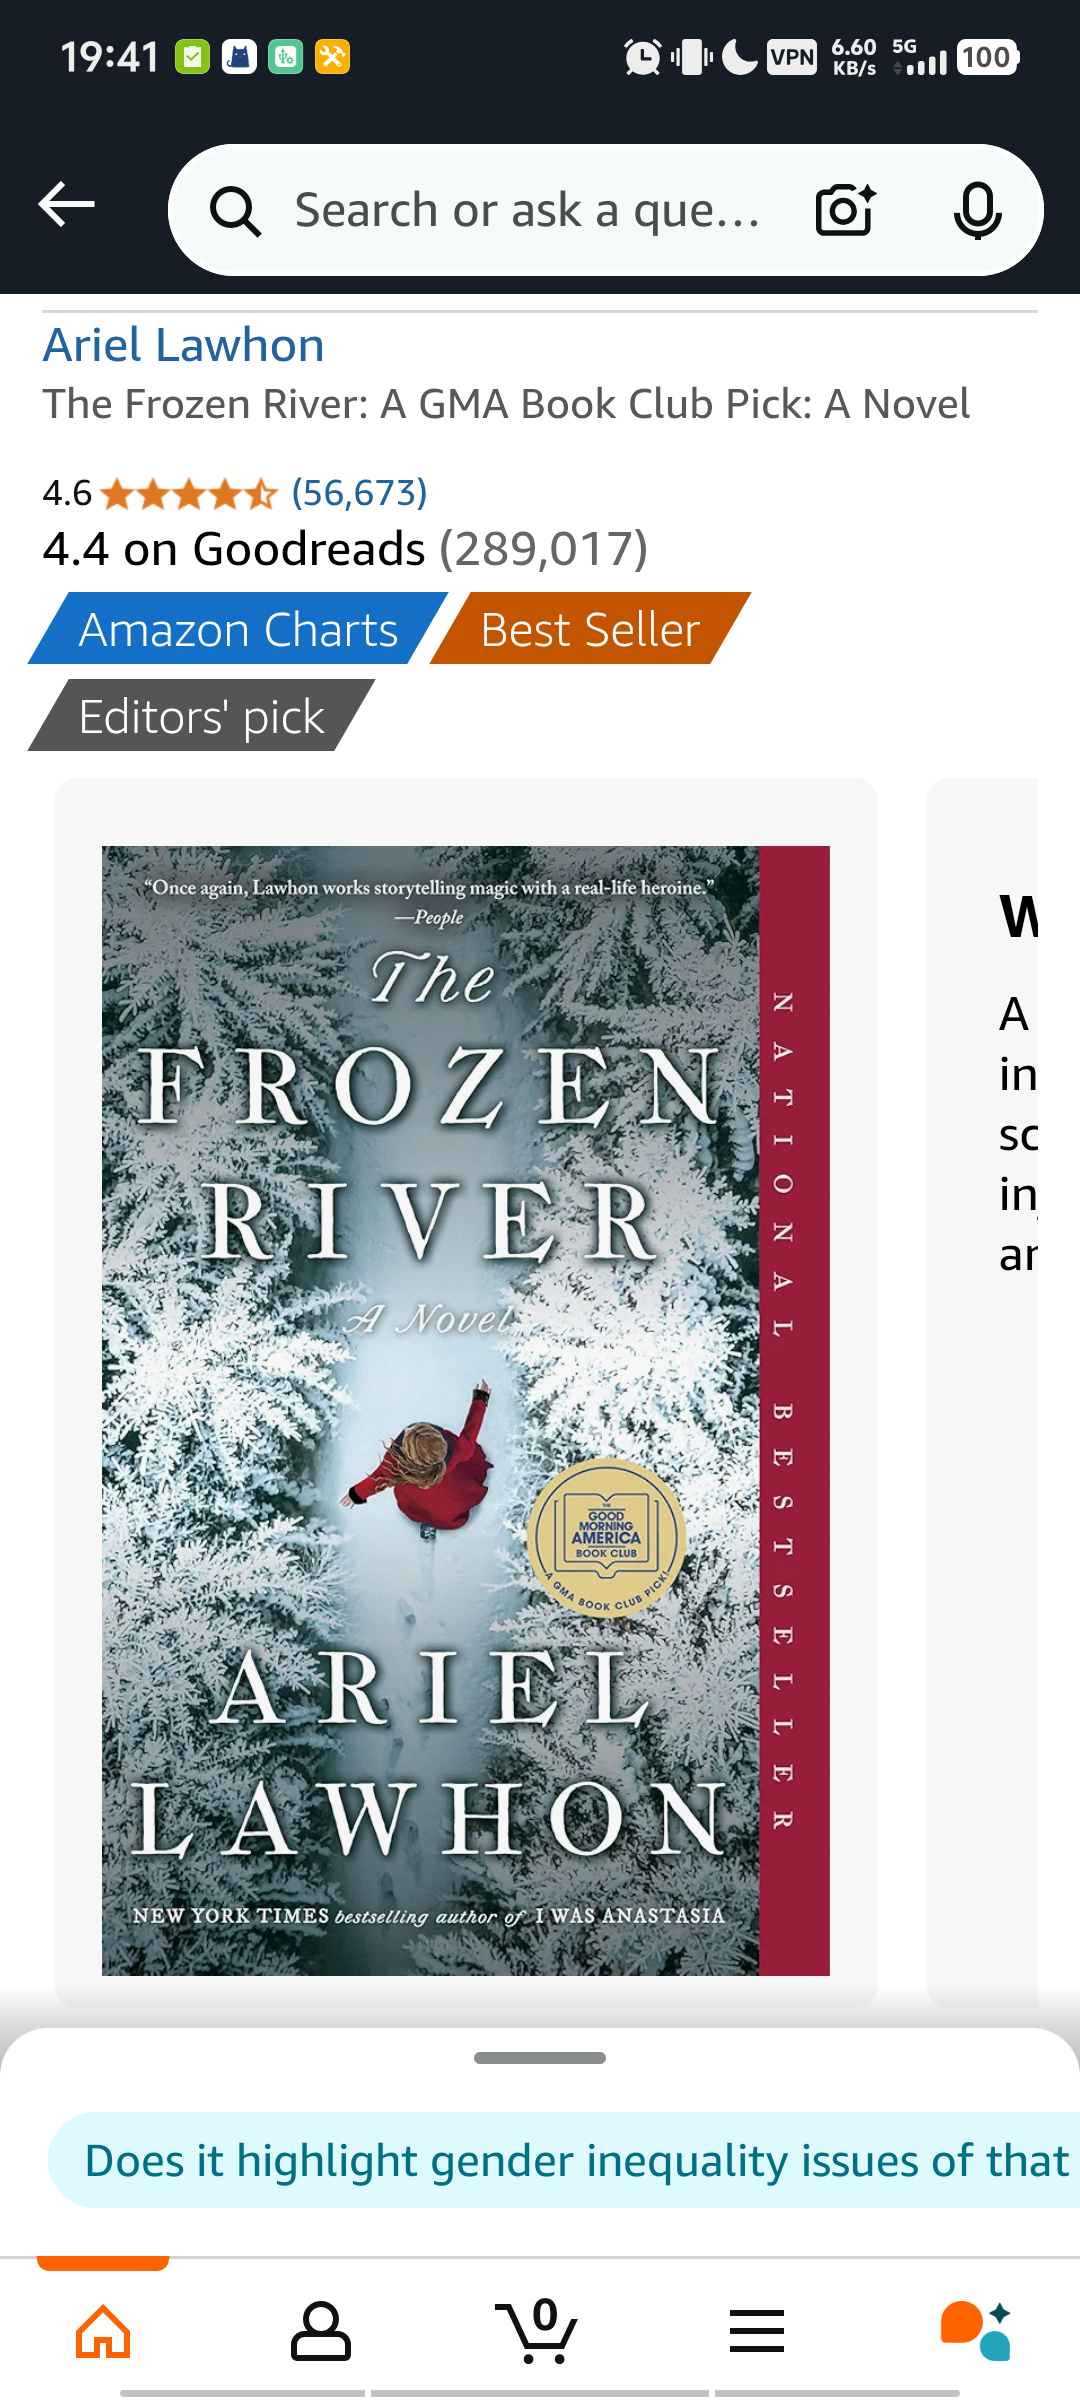 19:41
VPN
6.60
KB/s
5G
100
Search or ask a que...
Ariel Lawhon
The Frozen River: A GMA Book Club Pick: A Novel
4.6 (56,673)
4.4 on Goodreads (289,017)
Amazon Charts
Best Seller
Editors' pick
“Once again, Lawhon works storytelling magic with a real-life heroine.”
—People
The
FROZEN
RIVER
A Novel
THE
GOOD
MORNING
AMERICA
BOOK CLUB
A GMA BOOK CLUB PICK!
ARIEL
LAWHON
NEW YORK TIMES bestselling author of I WAS ANASTASIA
NATIONAL BESTSELLER
A
in
Does it highlight gender inequality issues of that
0